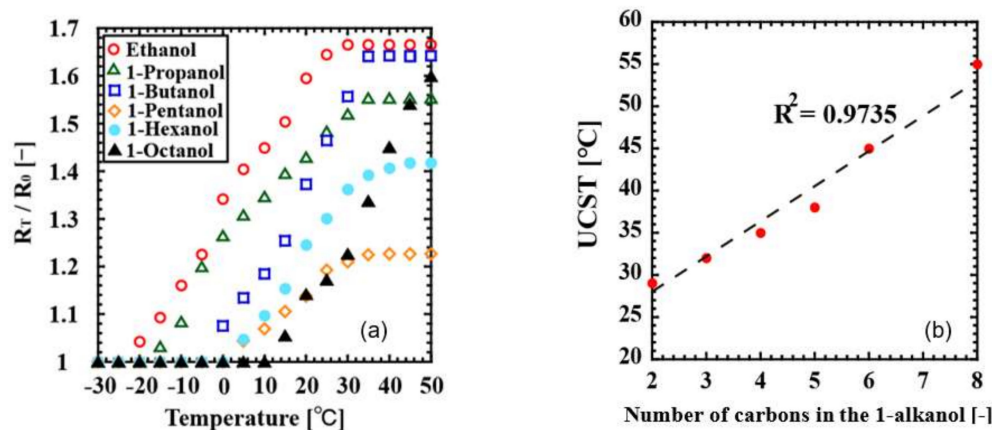 1.7
1.6
1.5
1.4
1.3
1.2
1.1
1
Rᴛ / R₀ [−]
Ethanol
1-Propanol
1-Butanol
1-Pentanol
1-Hexanol
1-Octanol
(a)
-30 -20 -10 0 10 20 30 40 50
Temperature [℃]
60
55
50
45
40
35
30
25
20
UCST [℃]
R² = 0.9735
(b)
2 3 4 5 6 7 8
Number of carbons in the 1-alkanol [-]